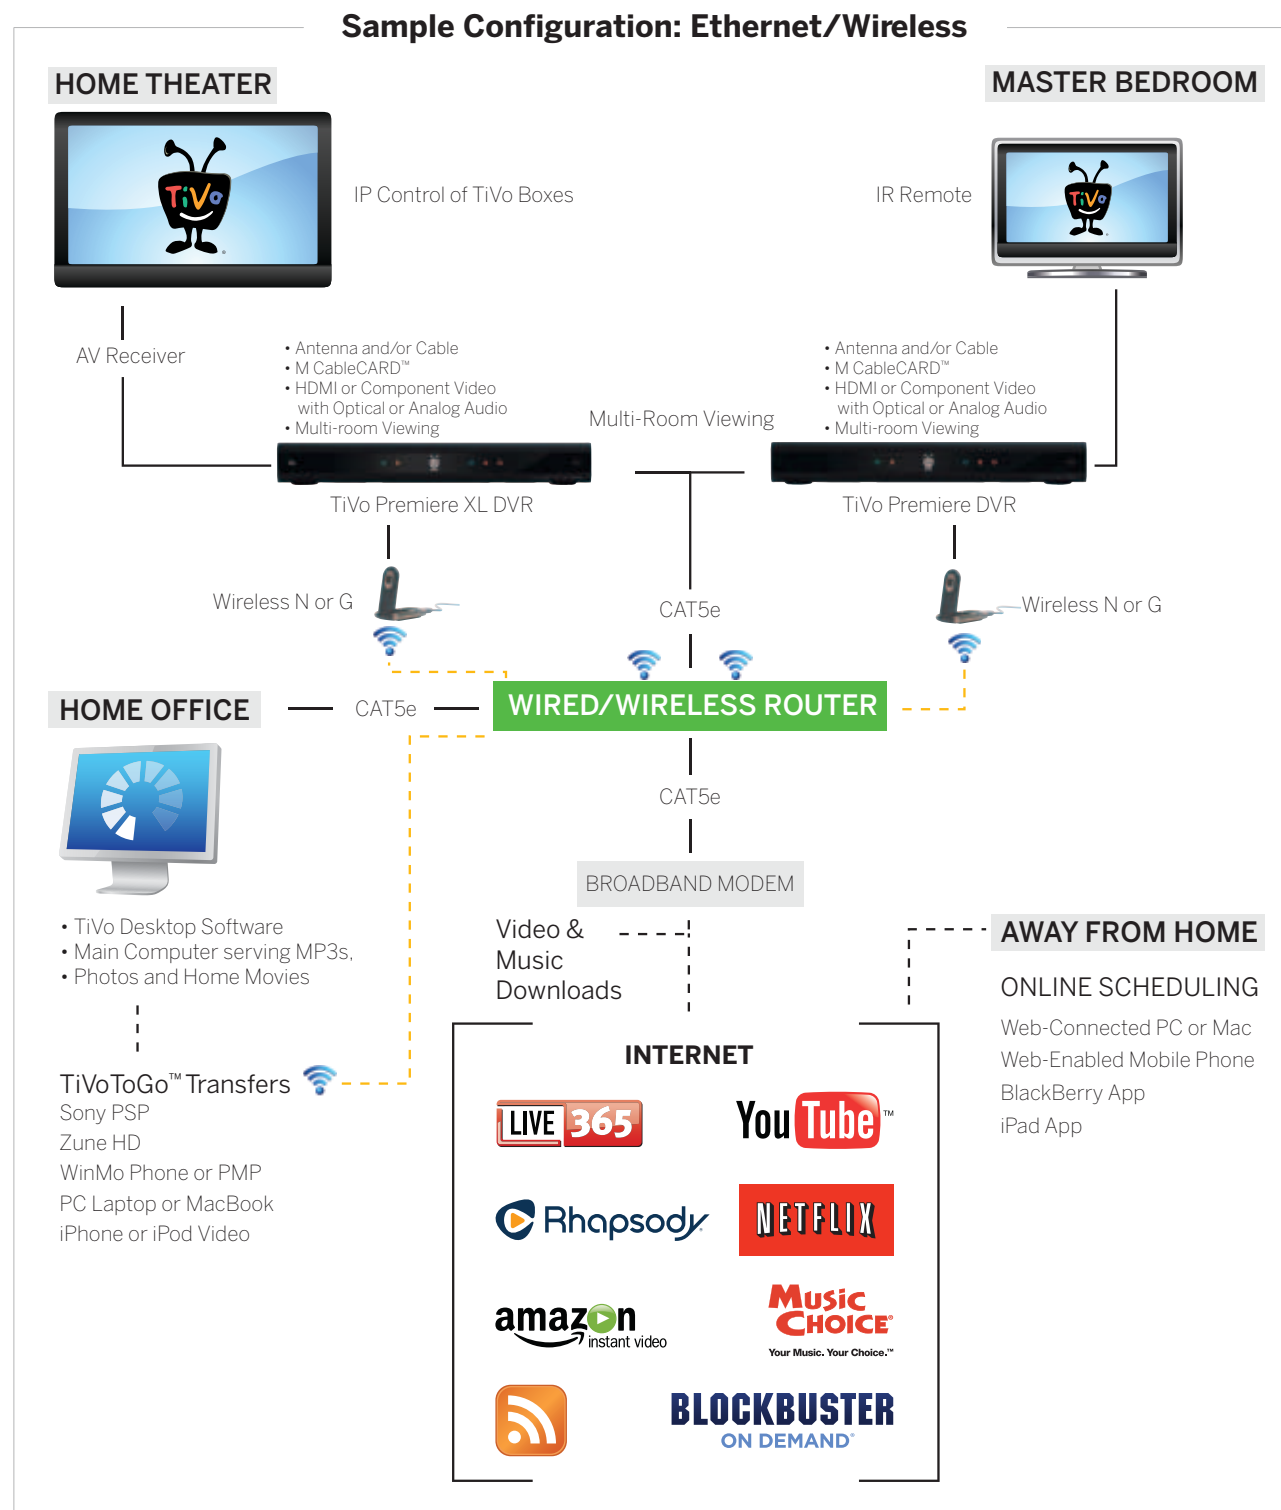 Sample Configuration: Ethernet/Wireless
HOME THEATER
MASTER BEDROOM
TiVo
®
IP Control of TiVo Boxes
IR Remote
TiVo
AV Receiver
• Antenna and/or Cable
• M CableCARD™
• HDMI or Component Video
with Optical or Analog Audio
• Multi-room Viewing
Multi-Room Viewing
• Antenna and/or Cable
• M CableCARD™
• HDMI or Component Video
with Optical or Analog Audio
• Multi-room Viewing
TiVo Premiere XL DVR
TiVo Premiere DVR
Wireless N or G
CAT5e
Wireless N or G
HOME OFFICE
CAT5e
WIRED/WIRELESS ROUTER
CAT5e
BROADBAND MODEM
• TiVo Desktop Software
• Main Computer serving MP3s,
• Photos and Home Movies
Video &
Music
Downloads
AWAY FROM HOME
ONLINE SCHEDULING
Web-Connected PC or Mac
Web-Enabled Mobile Phone
BlackBerry App
iPad App
TiVoToGo™ Transfers
Sony PSP
Zune HD
WinMo Phone or PMP
PC Laptop or MacBook
iPhone or iPod Video
INTERNET
LIVE 365
YouTube™
Rhapsody
NETFLIX
amazon
instant video
MUSIC
CHOICE®
Your Music. Your Choice.™
BLOCKBUSTER
ON DEMAND®